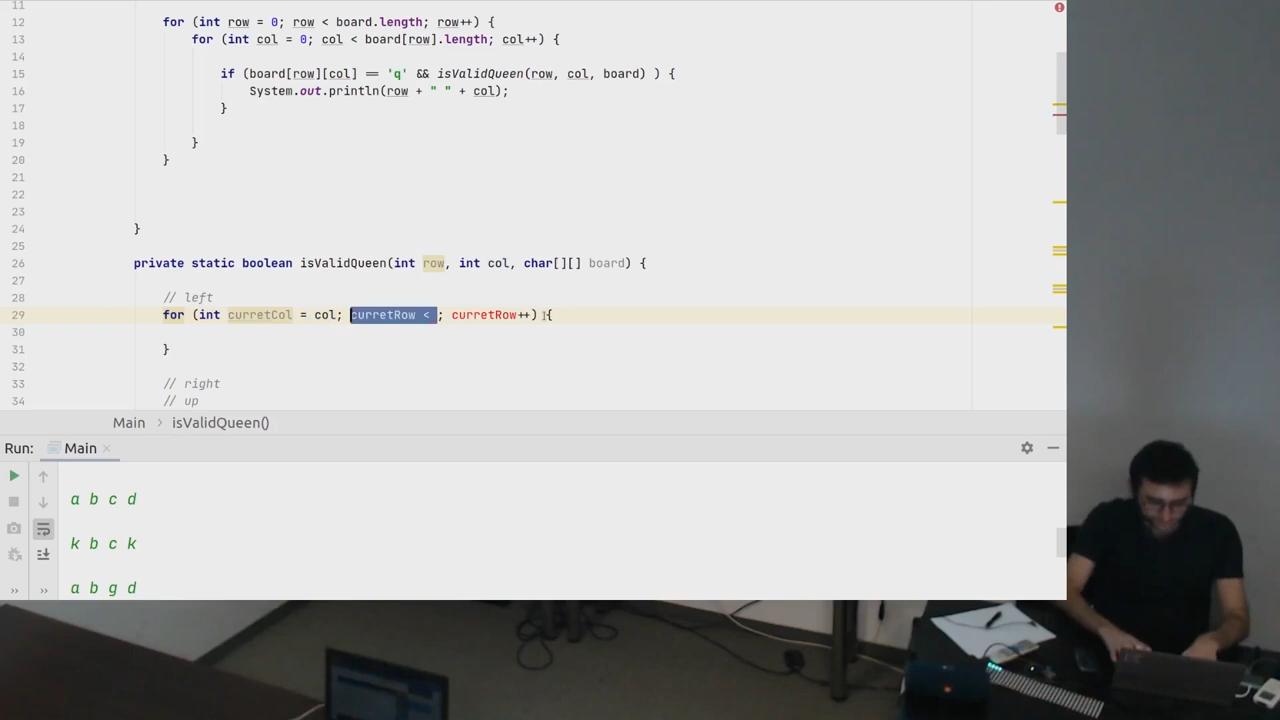 11
12 for (int row = 0; row < board.length; row++) {
13 for (int col = 0; col < board[row].length; col++) {
14
15 if (board[row][col] == 'q' && isValidQueen(row, col, board) ) {
16 System.out.println(row + " " + col);
17 }
18
19 }
20 }
21
22
23
24 }
25
26 private static boolean isValidQueen(int row, int col, char[][] board) {
27
28 // left
29 for (int curretCol = col; curretRow < ; curretRow++) {
30
31 }
32
33 // right
34 // up
Main > isValidQueen()
Run: Main
a b c d
k b c k
a b g d